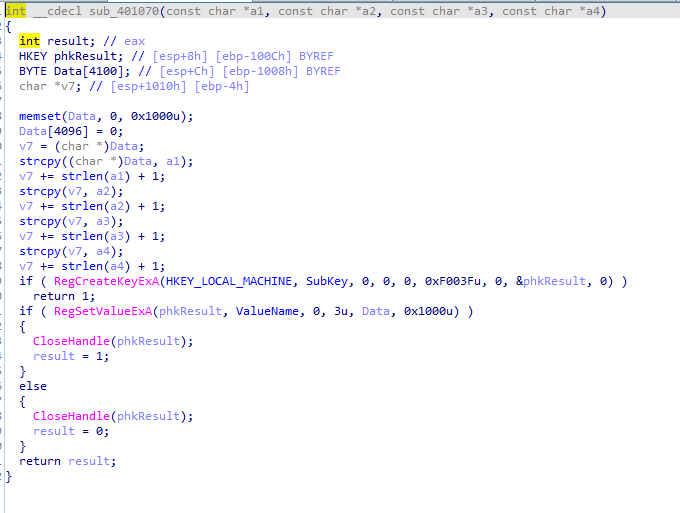 int __cdecl sub_401070(const char *a1, const char *a2, const char *a3, const char *a4)
{
int result; // eax
HKEY phkResult; // [esp+8h] [ebp-100Ch] BYREF
BYTE Data[4100]; // [esp+Ch] [ebp-1008h] BYREF
char *v7; // [esp+1010h] [ebp-4h]
memset(Data, 0, 0x1000u);
Data[4096] = 0;
v7 = (char *)Data;
strcpy((char *)Data, a1);
v7 += strlen(a1) + 1;
strcpy(v7, a2);
v7 += strlen(a2) + 1;
strcpy(v7, a3);
v7 += strlen(a3) + 1;
strcpy(v7, a4);
v7 += strlen(a4) + 1;
if ( RegCreateKeyExA(HKEY_LOCAL_MACHINE, SubKey, 0, 0, 0, 0xF003Fu, 0, &phkResult, 0) )
return 1;
if ( RegSetValueExA(phkResult, ValueName, 0, 3u, Data, 0x1000u) )
{
CloseHandle(phkResult);
result = 1;
}
else
{
CloseHandle(phkResult);
result = 0;
}
return result;
}